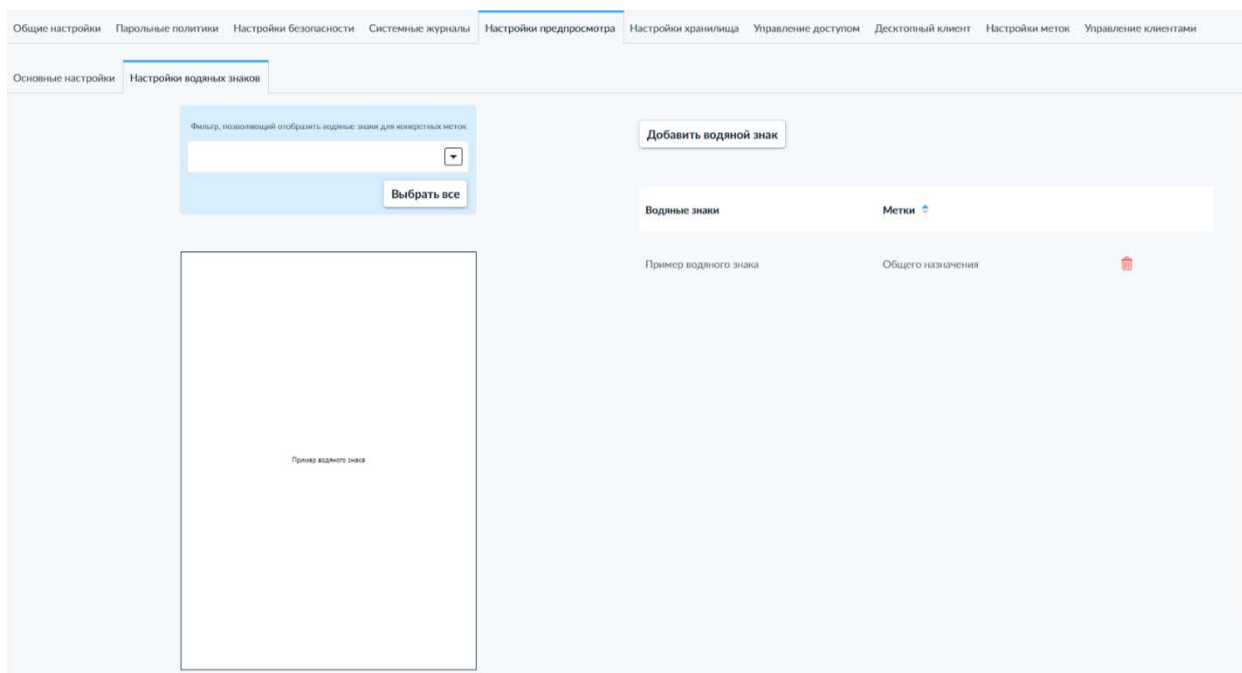 Общие настройки Парольные политики Настройки безопасности Системные журналы Настройки предпросмотра Настройки хранилища Управление доступом Десктопный клиент Настройки меток Управление клиентами
Основные настройки Настройки водяных знаков
Фильтр, позволяющий отобразить водяные знаки для конкретных меток
Выбрать все
Пример водяного знака
Добавить водяной знак
Водяные знаки Метки
Пример водяного знака Общего назначения